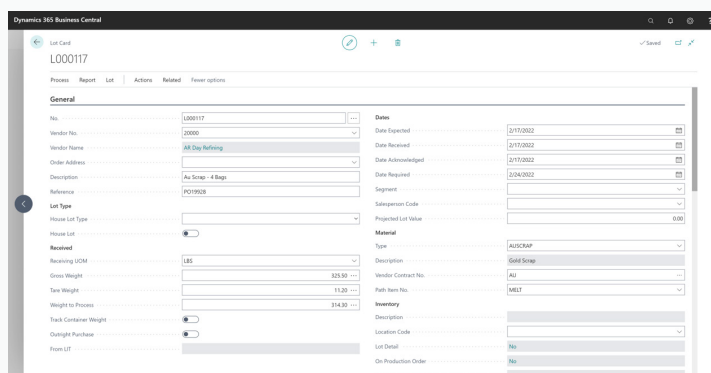 Dynamics 365 Business Central
Lot Card
Saved
L000117
Process Report Lot Actions Related Fewer options
General
No. L000117
Vendor No. 20000
Vendor Name AR Day Refining
Order Address
Description Au Scrap - 4 Bags
Reference PO19928
Lot Type
House Lot Type
House Lot
Received
Receiving UOM LBS
Gross Weight 325.50
Tare Weight 11.20
Weight to Process 314.30
Track Container Weight
Outright Purchase
From LIT
Dates
Date Expected 2/17/2022
Date Received 2/17/2022
Date Acknowledged 2/17/2022
Date Required 2/24/2022
Segment
Salesperson Code
Projected Lot Value 0.00
Material
Type AUSCRAP
Description Gold Scrap
Vendor Contract No. AU
Path Item No. MELT
Inventory
Description
Location Code
Lot Detail No
On Production Order No